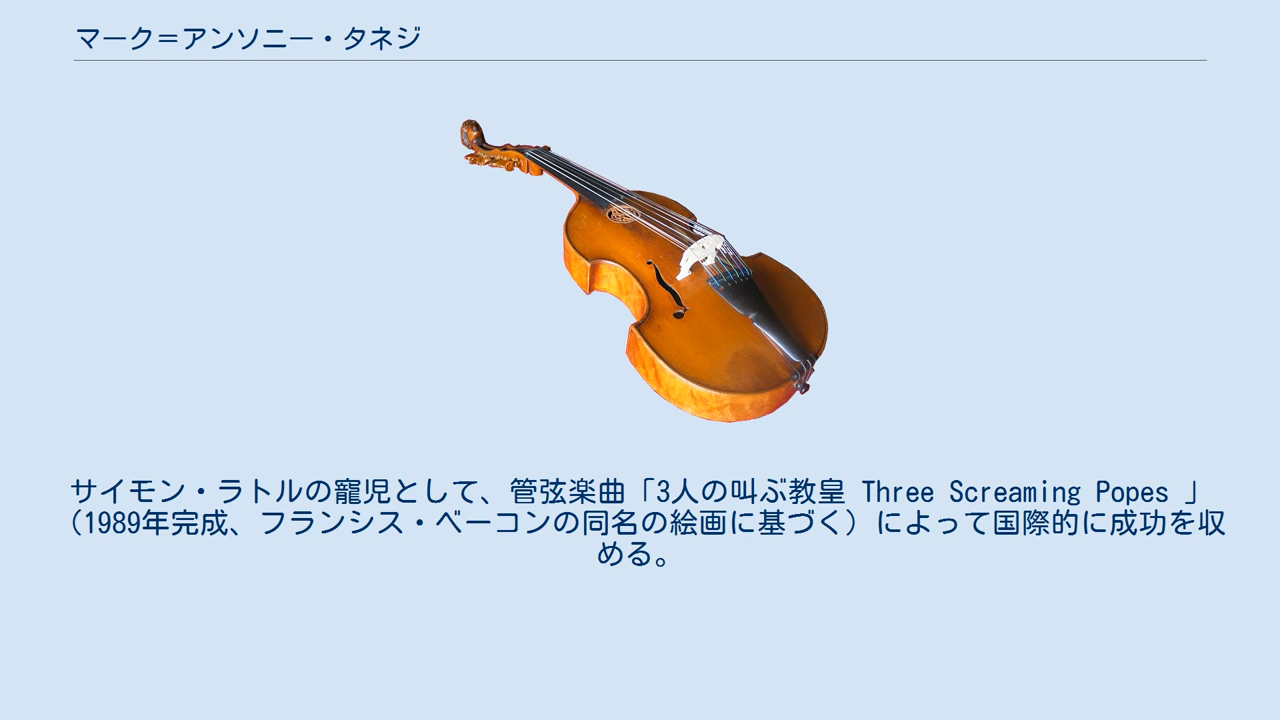 マーク＝アンソニー・タネジ
サイモン・ラトルの寵児として、管弦楽曲「3人の叫ぶ教皇 Three Screaming Popes 」
(1989年完成、フランシス・ベーコンの同名の絵画に基づく）によって国際的に成功を収
める。